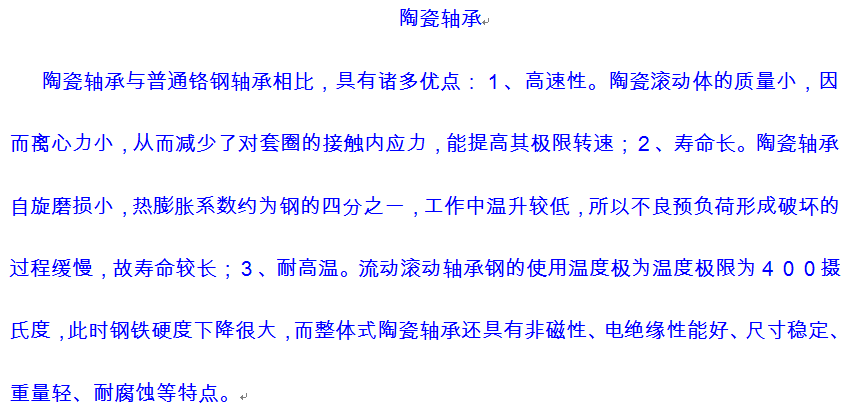 陶瓷轴承
陶瓷轴承与普通铬钢轴承相比，具有诸多优点：１、高速性。陶瓷滚动体的质量小，因
而离心力小，从而减少了对套圈的接触内应力，能提高其极限转速；２、寿命长。陶瓷轴承
自旋磨损小，热膨胀系数约为钢的四分之一，工作中温升较低，所以不良预负荷形成破坏的
过程缓慢，故寿命较长；３、耐高温。流动滚动轴承钢的使用温度极为温度极限为４００摄
氏度，此时钢铁硬度下降很大，而整体式陶瓷轴承还具有非磁性、电绝缘性能好、尺寸稳定、
重量轻、耐腐蚀等特点。